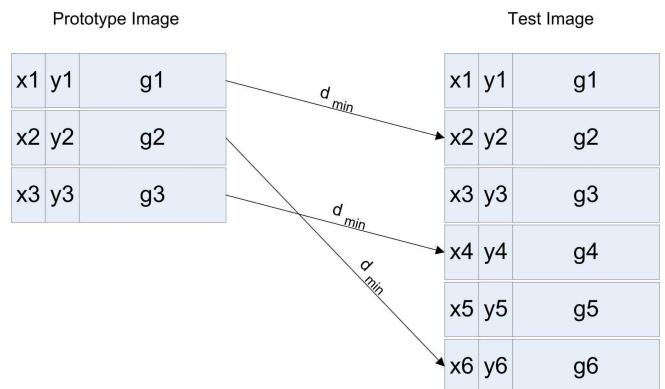 Prototype Image Test Image
x1 y1 g1 x1 y1 g1
d min
x2 y2 g2 x2 y2 g2
x3 y3 g3 x3 y3 g3
d min
x4 y4 g4
d min
x5 y5 g5
x6 y6 g6